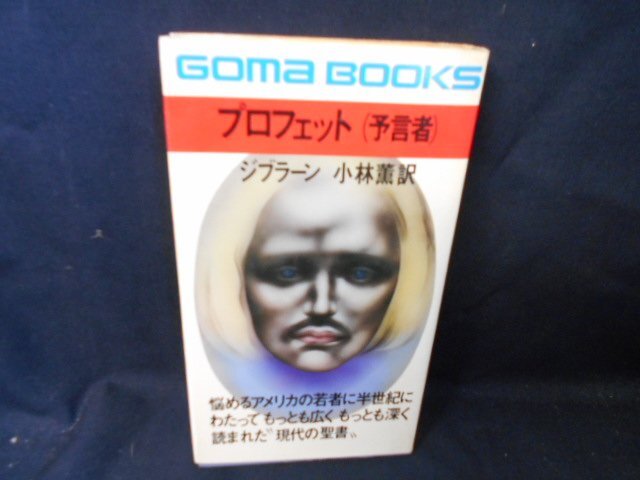 GOMA BOOKS
プロフェット(予言者)
ジブラーン 小林薫訳
悩めるアメリカの若者に半世紀に
わたってもっとも広くもっとも深く
読まれた〝現代の聖書〟